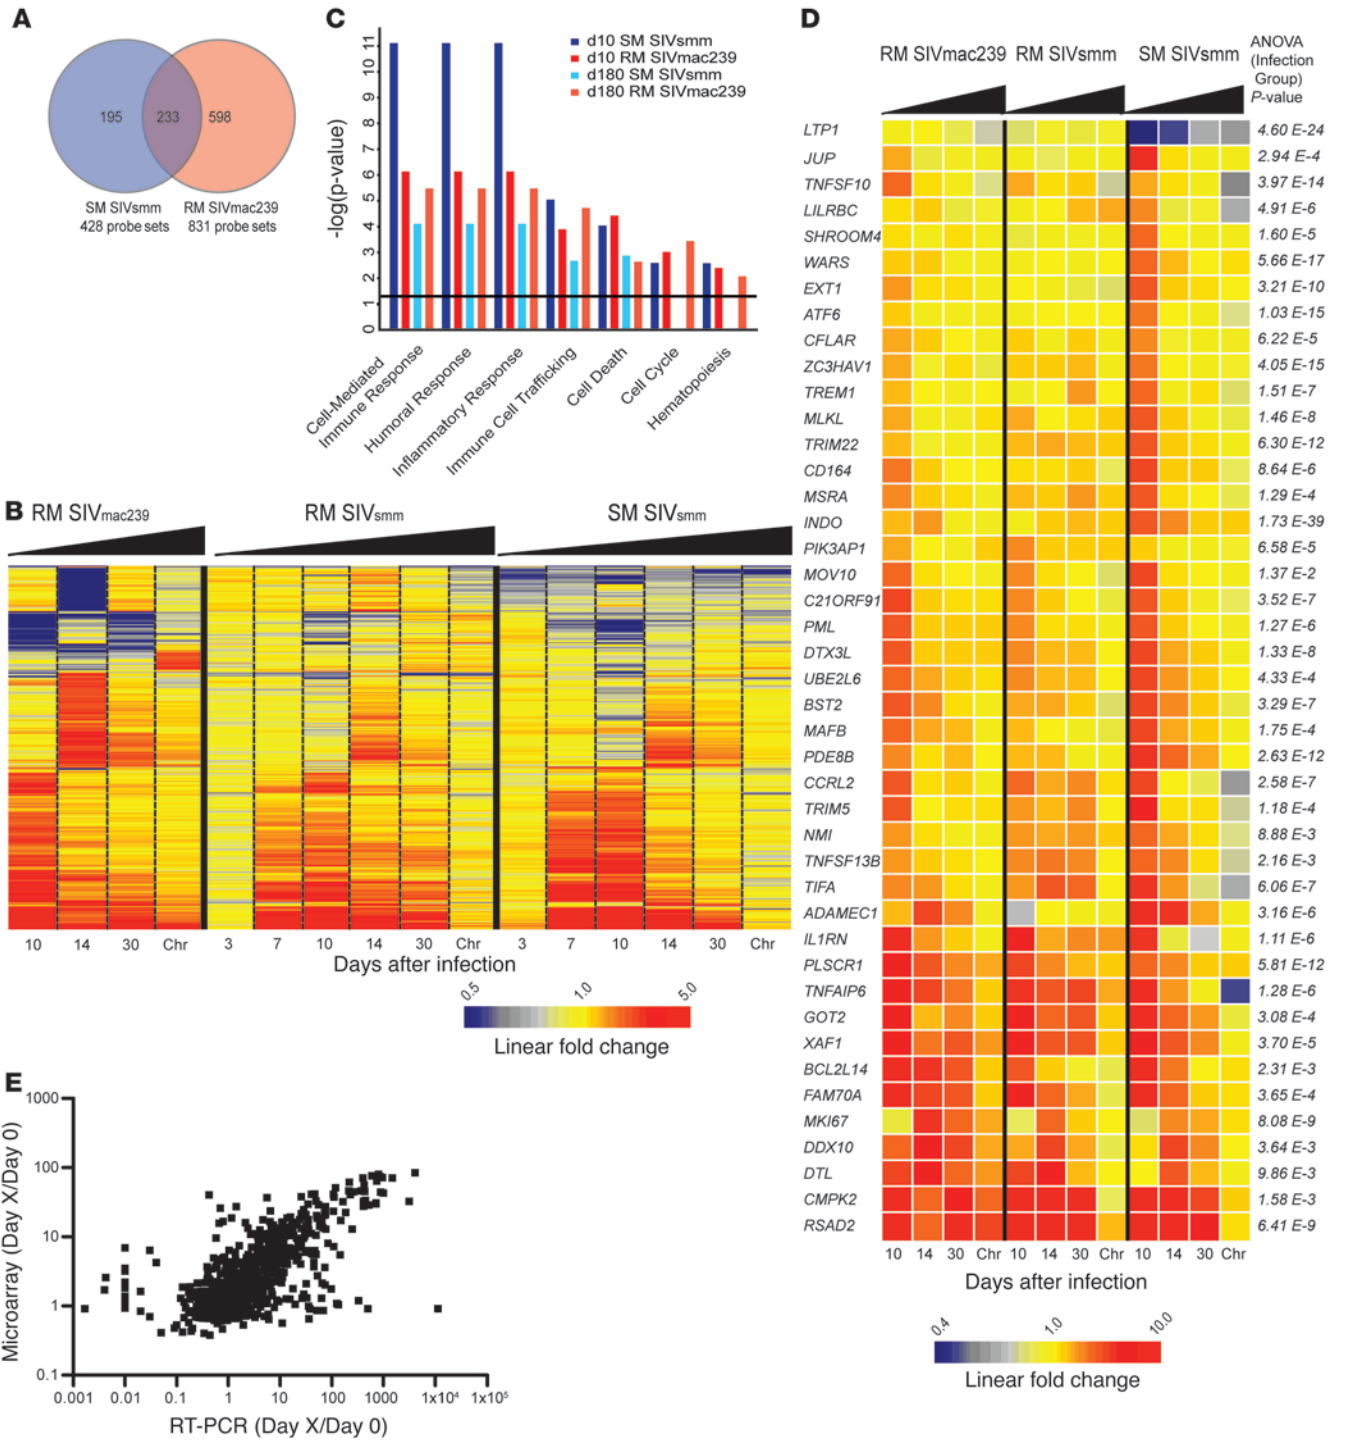 A
195
233
598
SM SIVsmm
428 probe sets
RM SIVmac239
831 probe sets
C
-log(p-value)
11
10
9
8
7
6
5
4
3
2
1
0
d10 SM SIVsmm
d10 RM SIVmac239
d180 SM SIVsmm
d180 RM SIVmac239
Cell-Mediated
Immune Response
Humoral Response
Inflammatory Response
Immune Cell Trafficking
Cell Death
Cell Cycle
Hematopoiesis
B
RM SIVmac239
RM SIVsmm
SM SIVsmm
10 14 30 Chr 3 7 10 14 30 Chr 3 7 10 14 30 Chr
Days after infection
0.5 1.0 5.0
Linear fold change
E
Microarray (Day X/Day 0)
1000
100
10
1
0.1
0.001 0.01 0.1 1 10 100 1000 1x10⁴ 1x10⁵
RT-PCR (Day X/Day 0)
D
RM SIVmac239 RM SIVsmm SM SIVsmm
ANOVA
(Infection
Group)
P-value
LTP1 4.60 E-24
JUP 2.94 E-4
TNFSF10 3.97 E-14
LILRBC 4.91 E-6
SHROOM4 1.60 E-5
WARS 5.66 E-17
EXT1 3.21 E-10
ATF6 1.03 E-15
CFLAR 6.22 E-5
ZC3HAV1 4.05 E-15
TREM1 1.51 E-7
MLKL 1.46 E-8
TRIM22 6.30 E-12
CD164 8.64 E-6
MSRA 1.29 E-4
INDO 1.73 E-39
PIK3AP1 6.58 E-5
MOV10 1.37 E-2
C21ORF91 3.52 E-7
PML 1.27 E-6
DTX3L 1.33 E-8
UBE2L6 4.33 E-4
BST2 3.29 E-7
MAFB 1.75 E-4
PDE8B 2.63 E-12
CCRL2 2.58 E-7
TRIM5 1.18 E-4
NMI 8.88 E-3
TNFSF13B 2.16 E-3
TIFA 6.06 E-7
ADAMEC1 3.16 E-6
IL1RN 1.11 E-6
PLSCR1 5.81 E-12
TNFAIP6 1.28 E-6
GOT2 3.08 E-4
XAF1 3.70 E-5
BCL2L14 2.31 E-3
FAM70A 3.65 E-4
MKI67 8.08 E-9
DDX10 3.64 E-3
DTL 9.86 E-3
CMPK2 1.58 E-3
RSAD2 6.41 E-9
10 14 30 Chr 10 14 30 Chr 10 14 30 Chr
Days after infection
0.4 1.0 10.0
Linear fold change